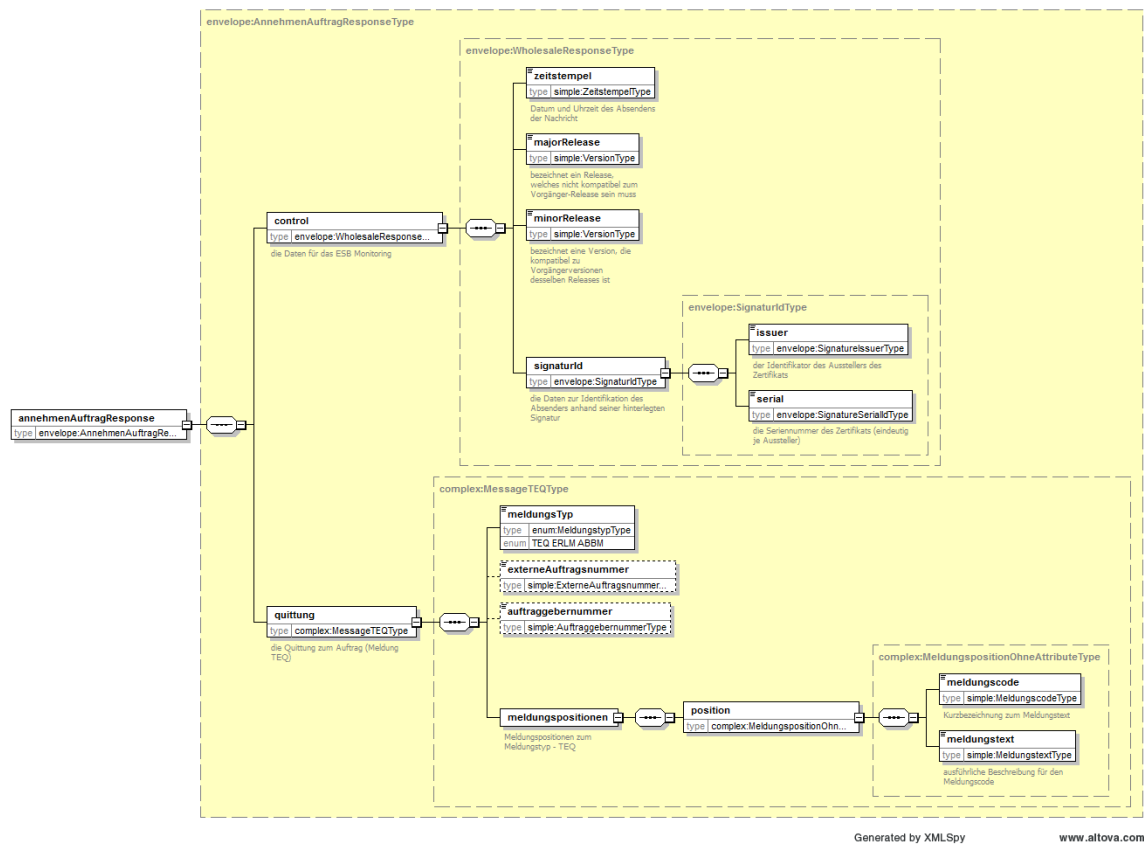 envelope:AnnehmenAuftragResponseType
envelope:WholesaleResponseType
zeitstempel
type simple:ZeitstempelType
Datum und Uhrzeit des Absendens
der Nachricht
majorRelease
type simple:VersionType
bezeichnet ein Release,
welches nicht kompatibel zum
Vorgänger-Release sein muss
control
type envelope:WholesaleResponse...
die Daten für das ESB Monitoring
minorRelease
type simple:VersionType
bezeichnet eine Version, die
kompatibel zu
Vorgängerversionen
desselben Releases ist
envelope:SignaturIdType
issuer
type envelope:SignatureIssuerType
der Identifikator des Ausstellers des
Zertifikats
signaturId
type envelope:SignaturIdType
die Daten zur Identifikation des
Absenders anhand seiner hinterlegten
Signatur
serial
type envelope:SignatureSerialIdType
die Seriennummer des Zertifikats (eindeutig
je Aussteller)
annehmenAuftragResponse
type envelope:AnnehmenAuftragRe...
complex:MessageTEQType
meldungsTyp
type enum:MeldungstypType
enum TEQ ERLM ABBM
externeAuftragsnummer
type simple:ExterneAuftragsnummer...
auftraggebernummer
type simple:AuftraggebernummerType
quittung
type complex:MessageTEQType
die Quittung zum Auftrag (Meldung
TEQ)
complex:MeldungspositionOhneAttributeType
meldungscode
type simple:MeldungscodeType
Kurzbezeichnung zum Meldungstext
meldungspositionen
Meldungspositionen zum
Meldungstyp - TEQ
position
type complex:MeldungspositionOhn...
meldungstext
type simple:MeldungstextType
ausführliche Beschreibung für den
Meldungscode
Generated by XMLSpy
www.altova.com